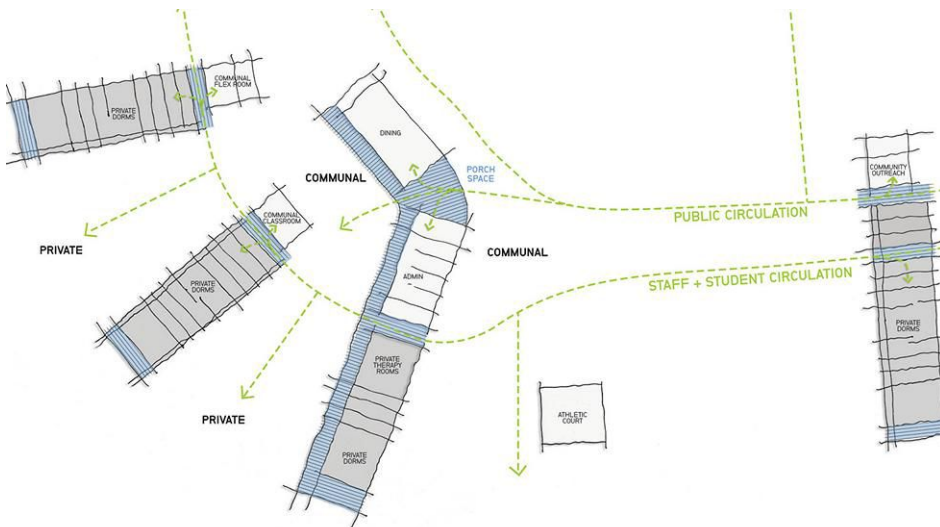 COMMUNAL
FLEX ROOM
PRIVATE
DORMS
DINING
COMMUNAL
PORCH
SPACE
COMMUNITY
OUTREACH
PUBLIC CIRCULATION
COMMUNAL
CLASSROOM
PRIVATE
COMMUNAL
ADMIN
STAFF + STUDENT CIRCULATION
PRIVATE
DORMS
PRIVATE
DORMS
PRIVATE
THERAPY
ROOMS
PRIVATE
ATHLETIC
COURT
PRIVATE
DORMS